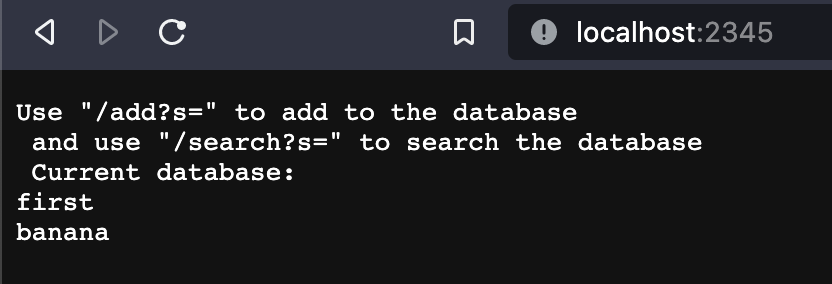 localhost:2345
Use "/add?s=" to add to the database
and use "/search?s=" to search the database
Current database:
first
banana